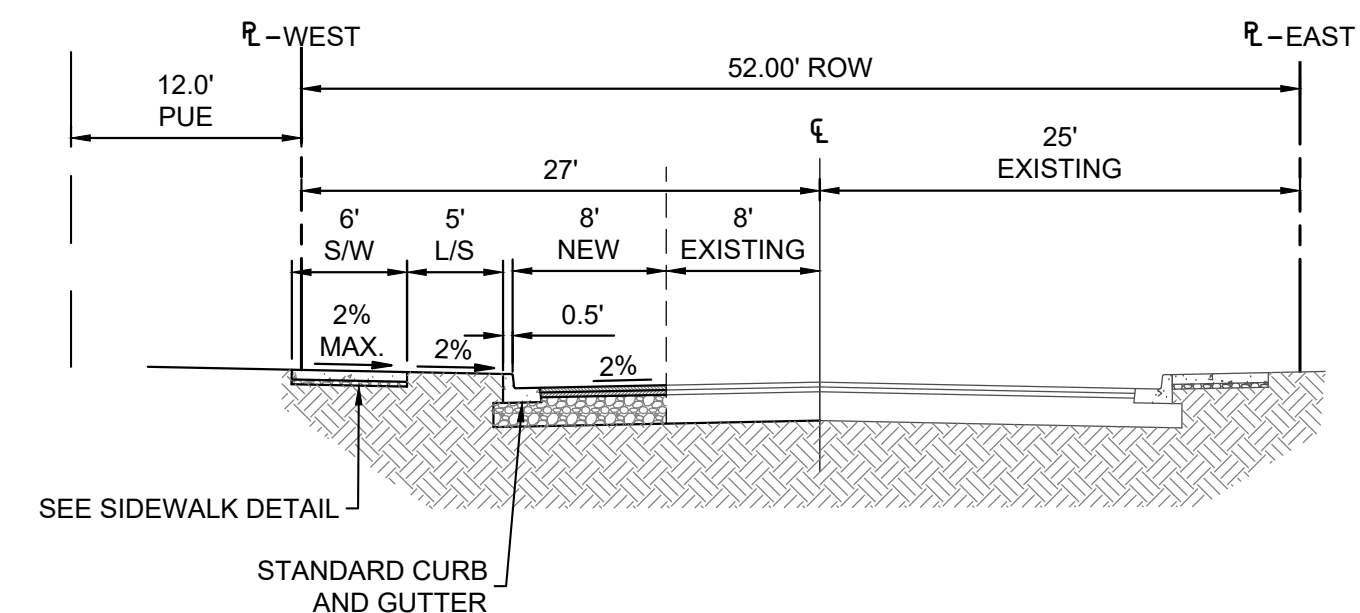 ℄ -WEST
℄ -EAST
52.00' ROW
12.0'
PUE
℄
25'
EXISTING
27'
6'
S/W
5'
L/S
8'
NEW
8'
EXISTING
2%
MAX.
2%
0.5'
2%
SEE SIDEWALK DETAIL
STANDARD CURB
AND GUTTER